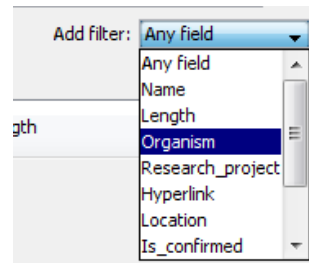 Add filter: Any field
Any field
Name
Length
gth
Organism
Research_project
Hyperlink
Location
Is_confirmed